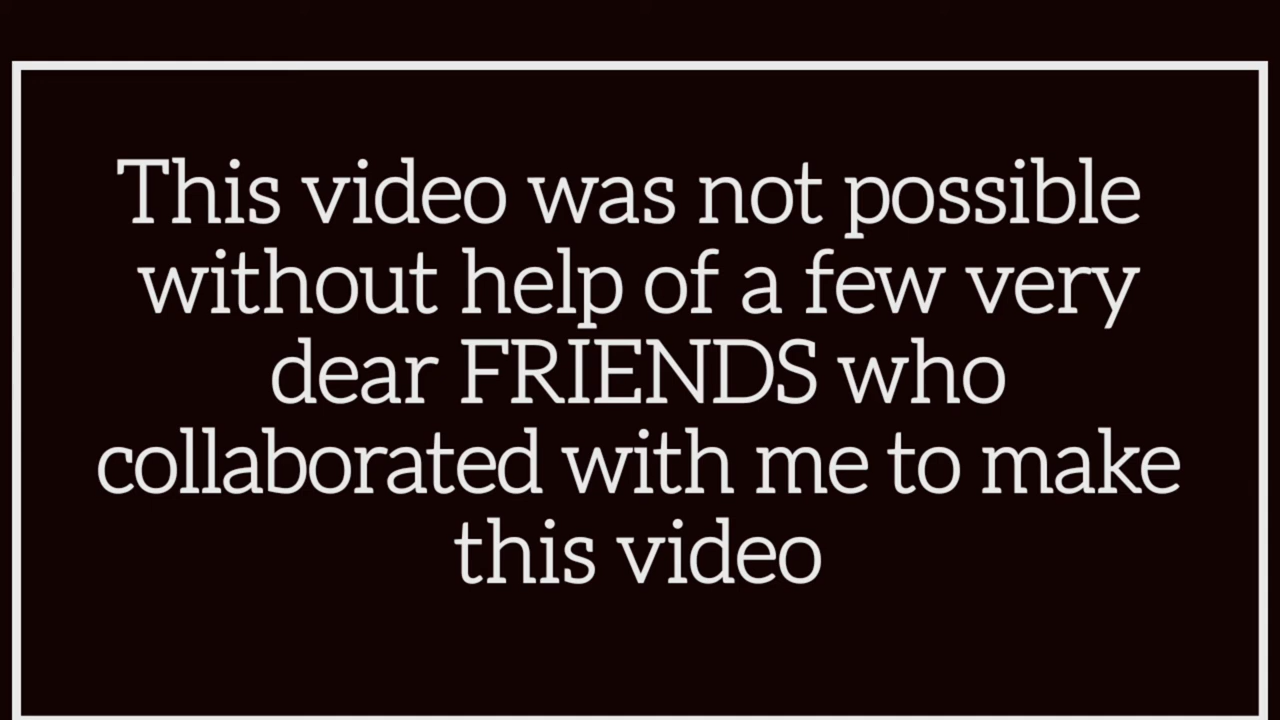 This video was not possible
without help of a few very
dear FRIENDS who
collaborated with me to make
this video